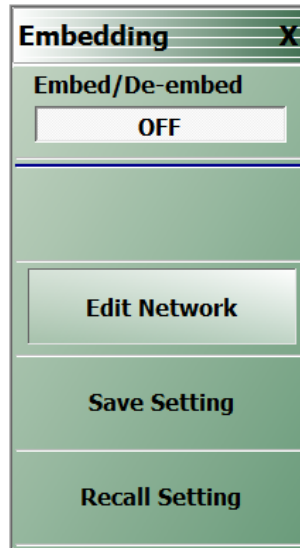 Embedding X
Embed/De-embed
OFF
Edit Network
Save Setting
Recall Setting